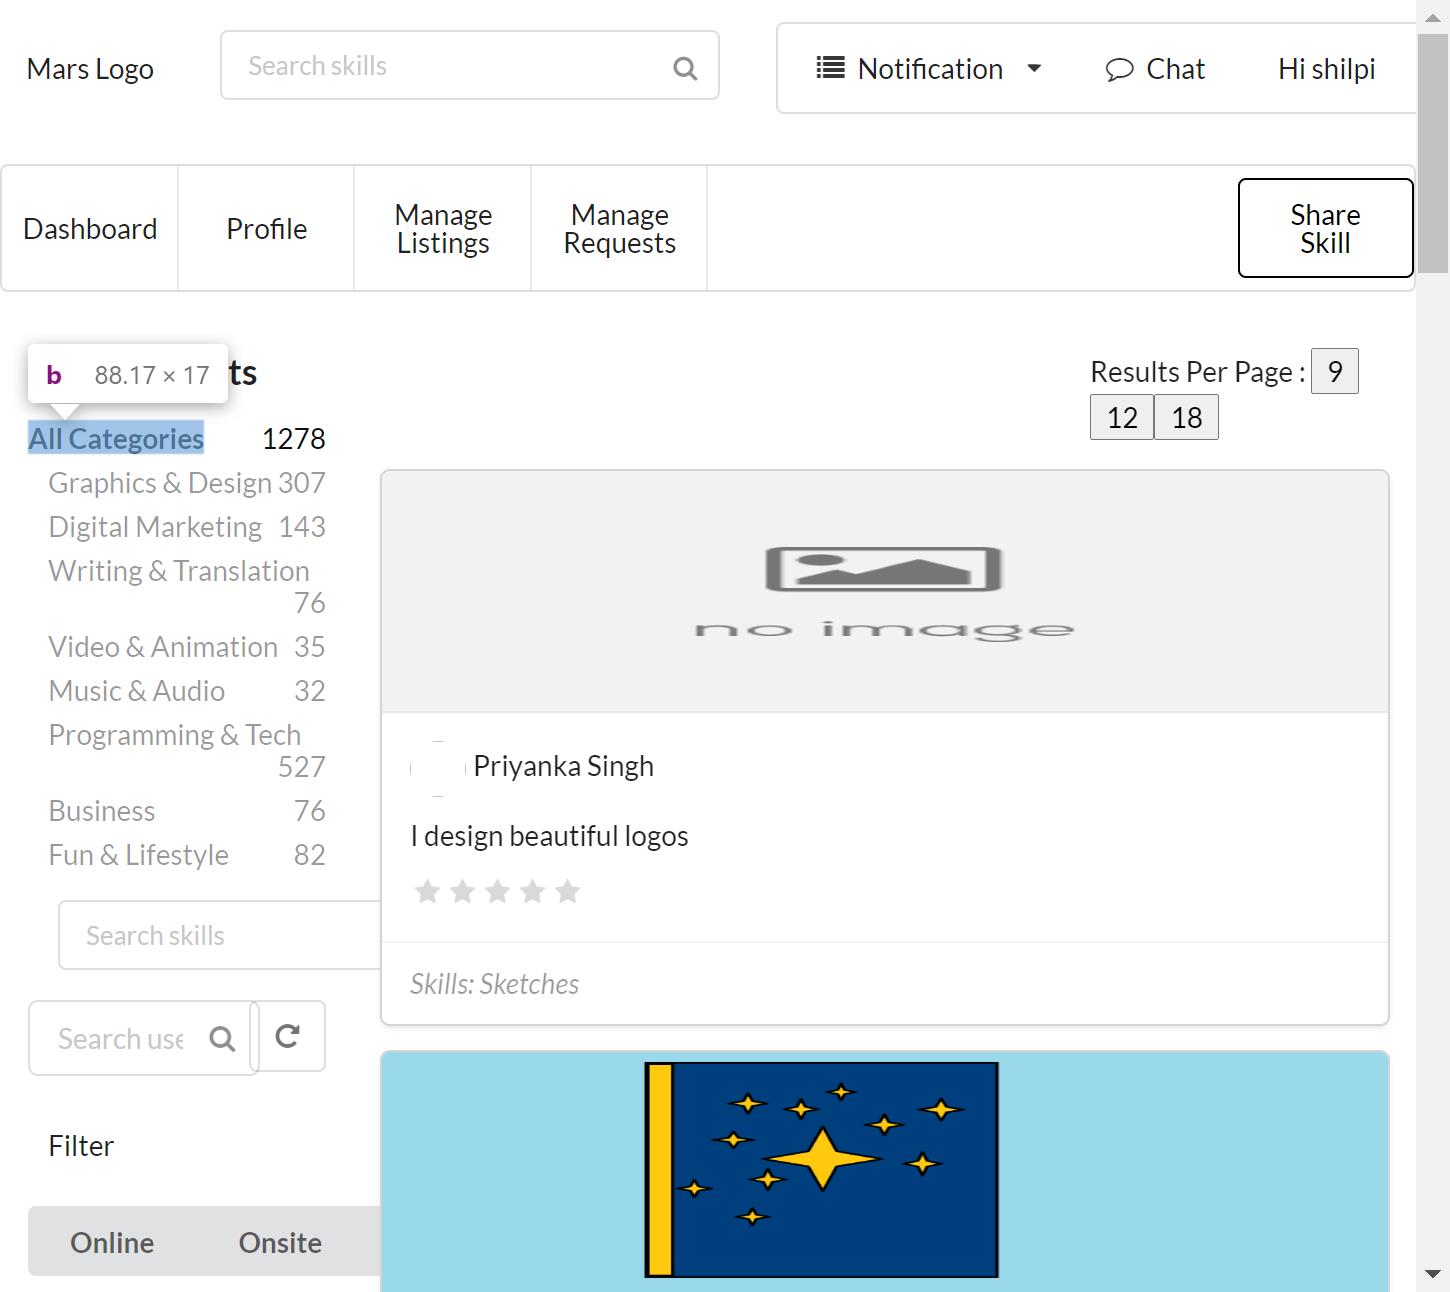 Mars Logo
Search skills
Notification
Chat
Hi shilpi
Dashboard
Profile
Manage
Listings
Manage
Requests
Share
Skill
b 88.17 × 17
ts
Results Per Page : 9
12 18
All Categories 1278
Graphics & Design 307
Digital Marketing 143
Writing & Translation
76
Video & Animation 35
Music & Audio 32
Programming & Tech
527
Business 76
Fun & Lifestyle 82
Search skills
Search use
Filter
Online Onsite
no image
Priyanka Singh
I design beautiful logos
Skills: Sketches